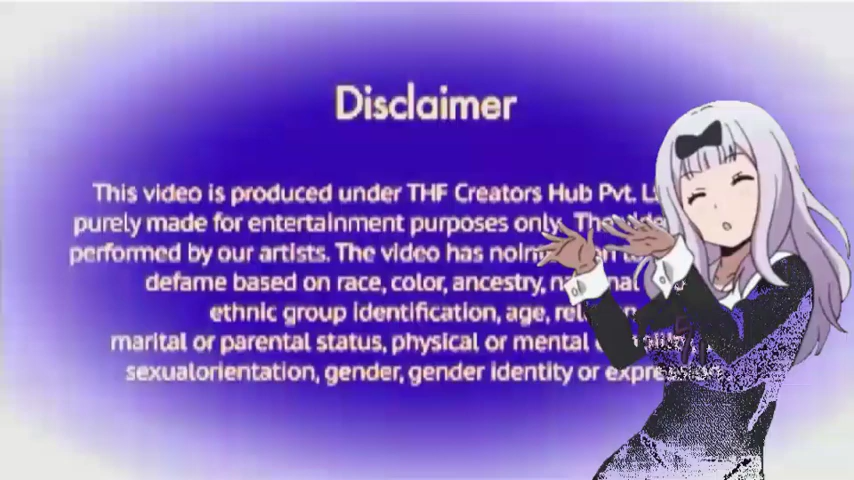 Disclaimer
This video is produced under THF Creators Hub Pvt.
purely made for entertainment purposes only.
performed by our artists. The video has
defame based on race, color, ancestry,
ethnic group identification, age,
marital or parental status, physical or mental
sexualorientation, gender, gender identity or